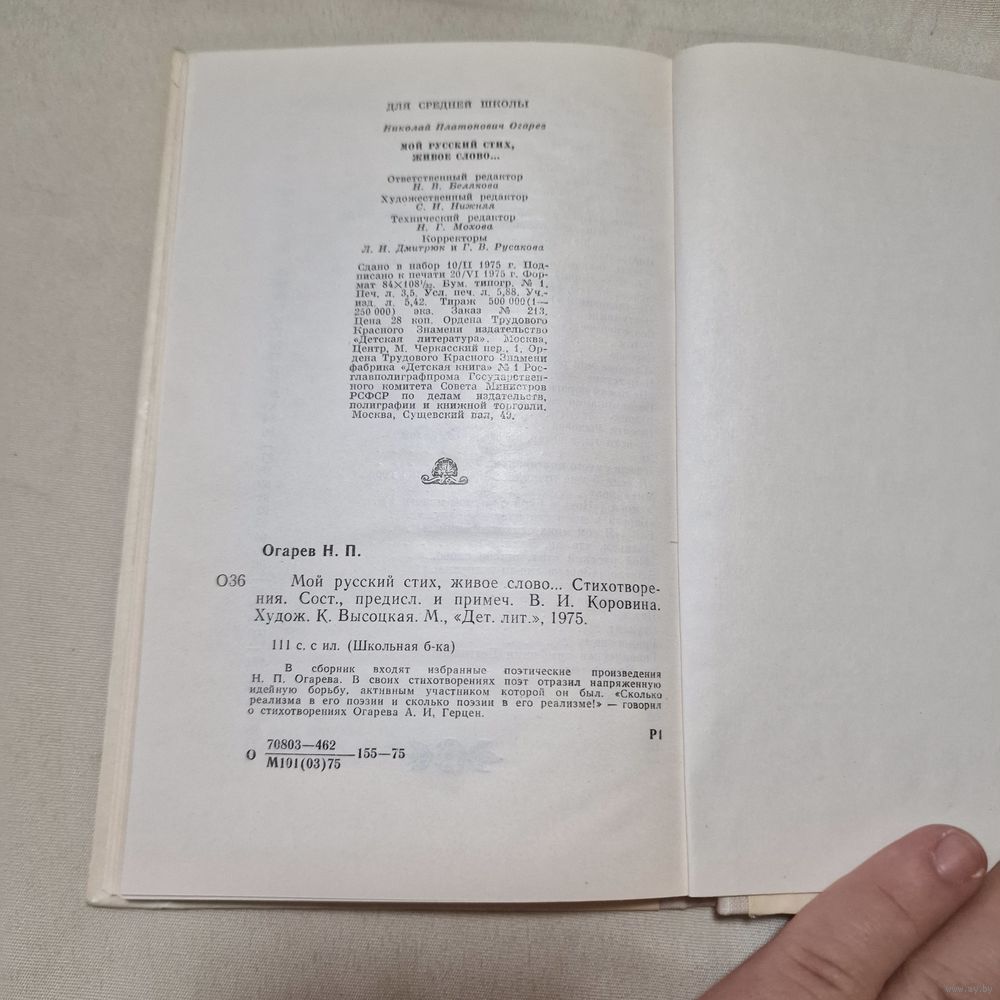 ДЛЯ СРЕДНЕЙ ШКОЛЫ
Николай Платонович Огарев
МОЙ РУССКИЙ СТИХ,
ЖИВОЕ СЛОВО...
Ответственный редактор
Н. В. Белякова
Художественный редактор
С. И. Нижняя
Технический редактор
Н. Г. Мохова
Корректоры
Л. И. Дмитрюк и Г. В. Русакова
Сдано в набор 10/II 1975 г. Под-
писано к печати 20/VI 1975 г. Фор-
мат 84×108¹/₃₂. Бум. типогр. № 1.
Печ. л. 3,5. Усл. печ. л. 5,88. Уч.-
изд. л. 5,42. Тираж 500 000(1—
250 000) экз. Заказ № 213.
Цена 28 коп. Ордена Трудового
Красного Знамени издательство
«Детская литература». Москва,
Центр, М. Черкасский пер., 1. Ор-
дена Трудового Красного Знамени
фабрика «Детская книга» № 1 Рос-
главполиграфпрома Государствен-
ного комитета Совета Министров
РСФСР по делам издательств,
полиграфии и книжной торговли.
Москва, Сущевский вал, 49.
Огарев Н. П.
О36 Мой русский стих, живое слово... Стихотворе-
ния. Сост., предисл. и примеч. В. И. Коровина.
Худож. К. Высоцкая. М., «Дет. лит.», 1975.
111 с. с ил. (Школьная б-ка)
В сборник входят избранные поэтические произведения
Н. П. Огарева. В своих стихотворениях поэт отразил напряженную
идейную борьбу, активным участником которой он был. «Сколько
реализма в его поэзии и сколько поэзии в его реализме!» — говорил
о стихотворениях Огарева А. И, Герцен.
Р1
О 70803—462
М101(03)75 —155—75
www.ay.by